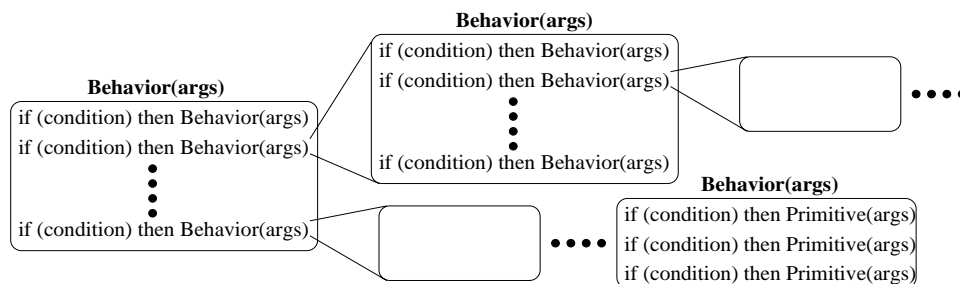 Behavior(args)
if (condition) then Behavior(args)
if (condition) then Behavior(args)
if (condition) then Behavior(args)
Behavior(args)
if (condition) then Behavior(args)
if (condition) then Behavior(args)
if (condition) then Behavior(args)
Behavior(args)
if (condition) then Primitive(args)
if (condition) then Primitive(args)
if (condition) then Primitive(args)